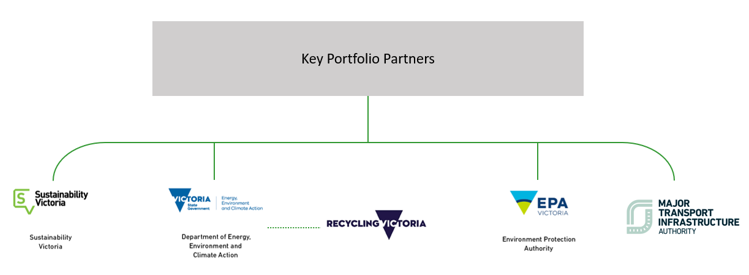 Key Portfolio Partners
S Sustainability
Victoria
Sustainability
Victoria
VICTORIA
State
Government
Energy,
Environment
and Climate Action
Department of Energy,
Environment and
Climate Action
RECYCLING VICTORIA
EPA
VICTORIA
Environment Protection
Authority
MAJOR
TRANSPORT
INFRASTRUCTURE
AUTHORITY